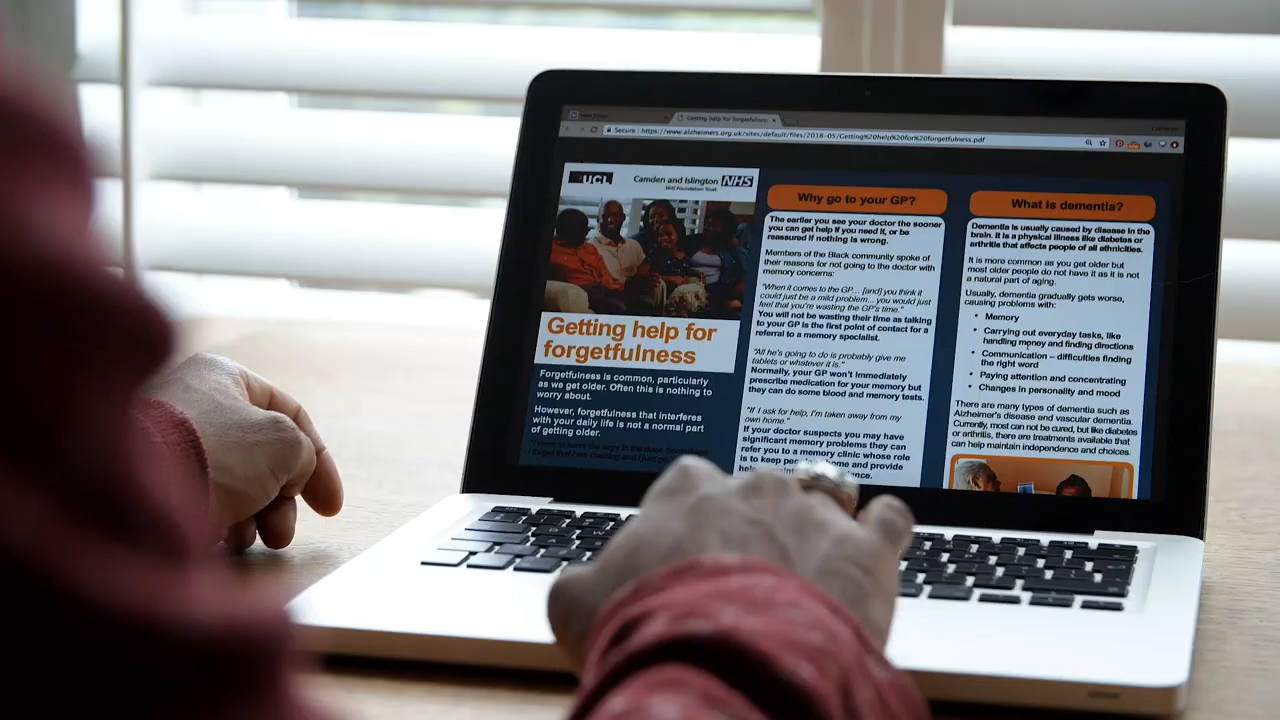 Getting help for forgetfulness
Secure https://www.alzheimers.org.uk/sites/default/files/2018-05/Getting%20help%20for%20forgetfulness.pdf
UCL
Camden and Islington NHS
NHS Foundation Trust
Getting help for
forgetfulness
Forgetfulness is common, particularly
as we get older. Often this is nothing to
worry about.
However, forgetfulness that interferes
with your daily life is not a normal part
of getting older.
Why go to your GP?
The earlier you see your doctor the sooner
you can get help if you need it, or be
reassured if nothing is wrong.
Members of the Black community spoke of
their reasons for not going to the doctor with
memory concerns:
"When it comes to the GP... [and] you think it
could just be a mild problem... you would just
feel that you're wasting the GP's time."
You will not be wasting their time as talking
to your GP is the first point of contact for a
referral to a memory specialist.
"All he's going to do is probably give me
tablets or whatever it is."
Normally, your GP won't immediately
prescribe medication for your memory but
they can do some blood and memory tests.
"If I ask for help, I'm taken away from my
own home."
If your doctor suspects you may have
significant memory problems they can
refer you to a memory clinic whose role
is to keep home and provide
What is dementia?
Dementia is usually caused by disease in the
brain. It is a physical illness like diabetes or
arthritis that affects people of all ethnicities.
It is more common as you get older but
most older people do not have it as it is not
a natural part of aging.
Usually, dementia gradually gets worse,
causing problems with:
• Memory
• Carrying out everyday tasks, like
handling money and finding directions
• Communication – difficulties finding
the right word
• Paying attention and concentrating
• Changes in personality and mood
There are many types of dementia such as
Alzheimer's disease and vascular dementia.
Currently, most can not be cured, but like diabetes
or arthritis, there are treatments available that
can help maintain independence and choices.